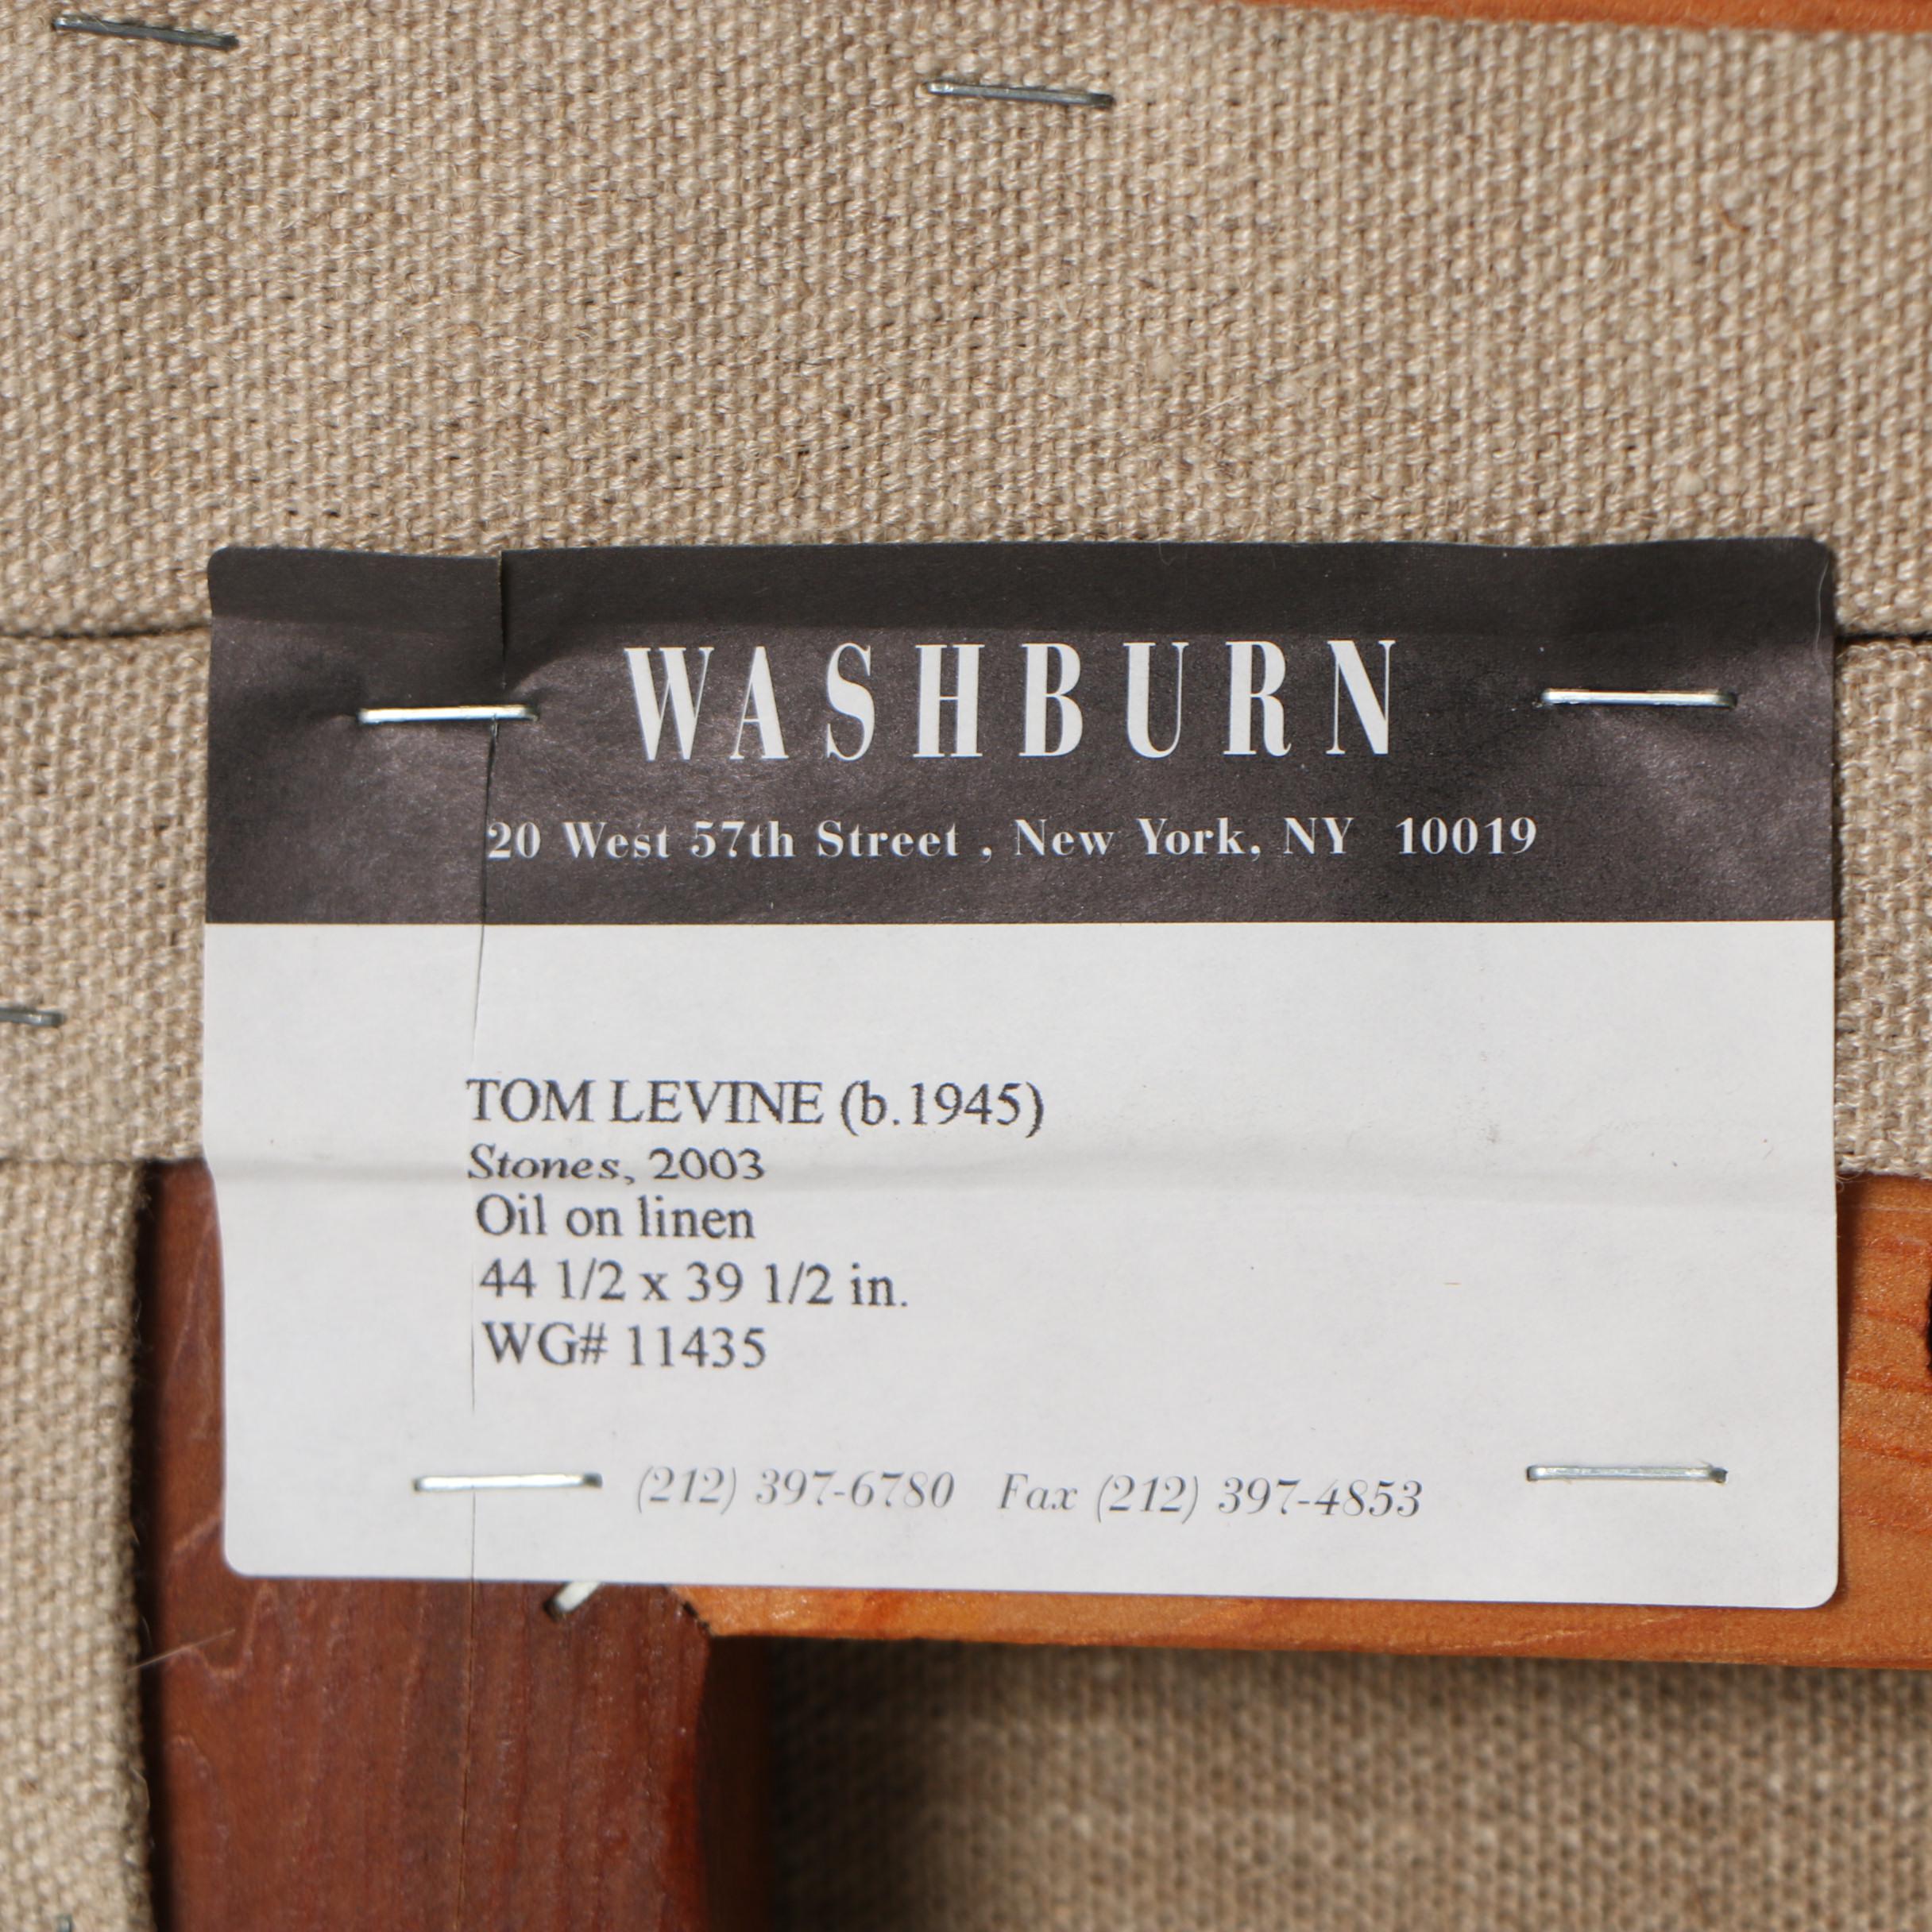 WASHBURN
20 West 57th Street , New York, NY 10019
TOM LEVINE (b.1945)
Stones, 2003
Oil on linen
44 1/2 x 39 1/2 in.
WG# 11435
(212) 397-6780 Fax (212) 397-4853